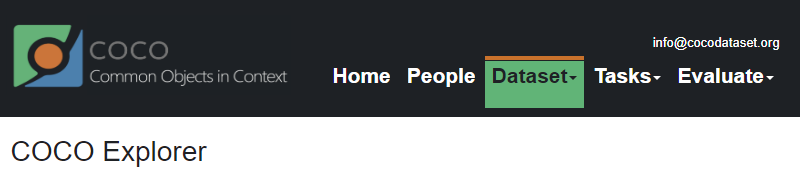 COCO
Common Objects in Context
info@cocodataset.org
Home People Dataset Tasks Evaluate
COCO Explorer